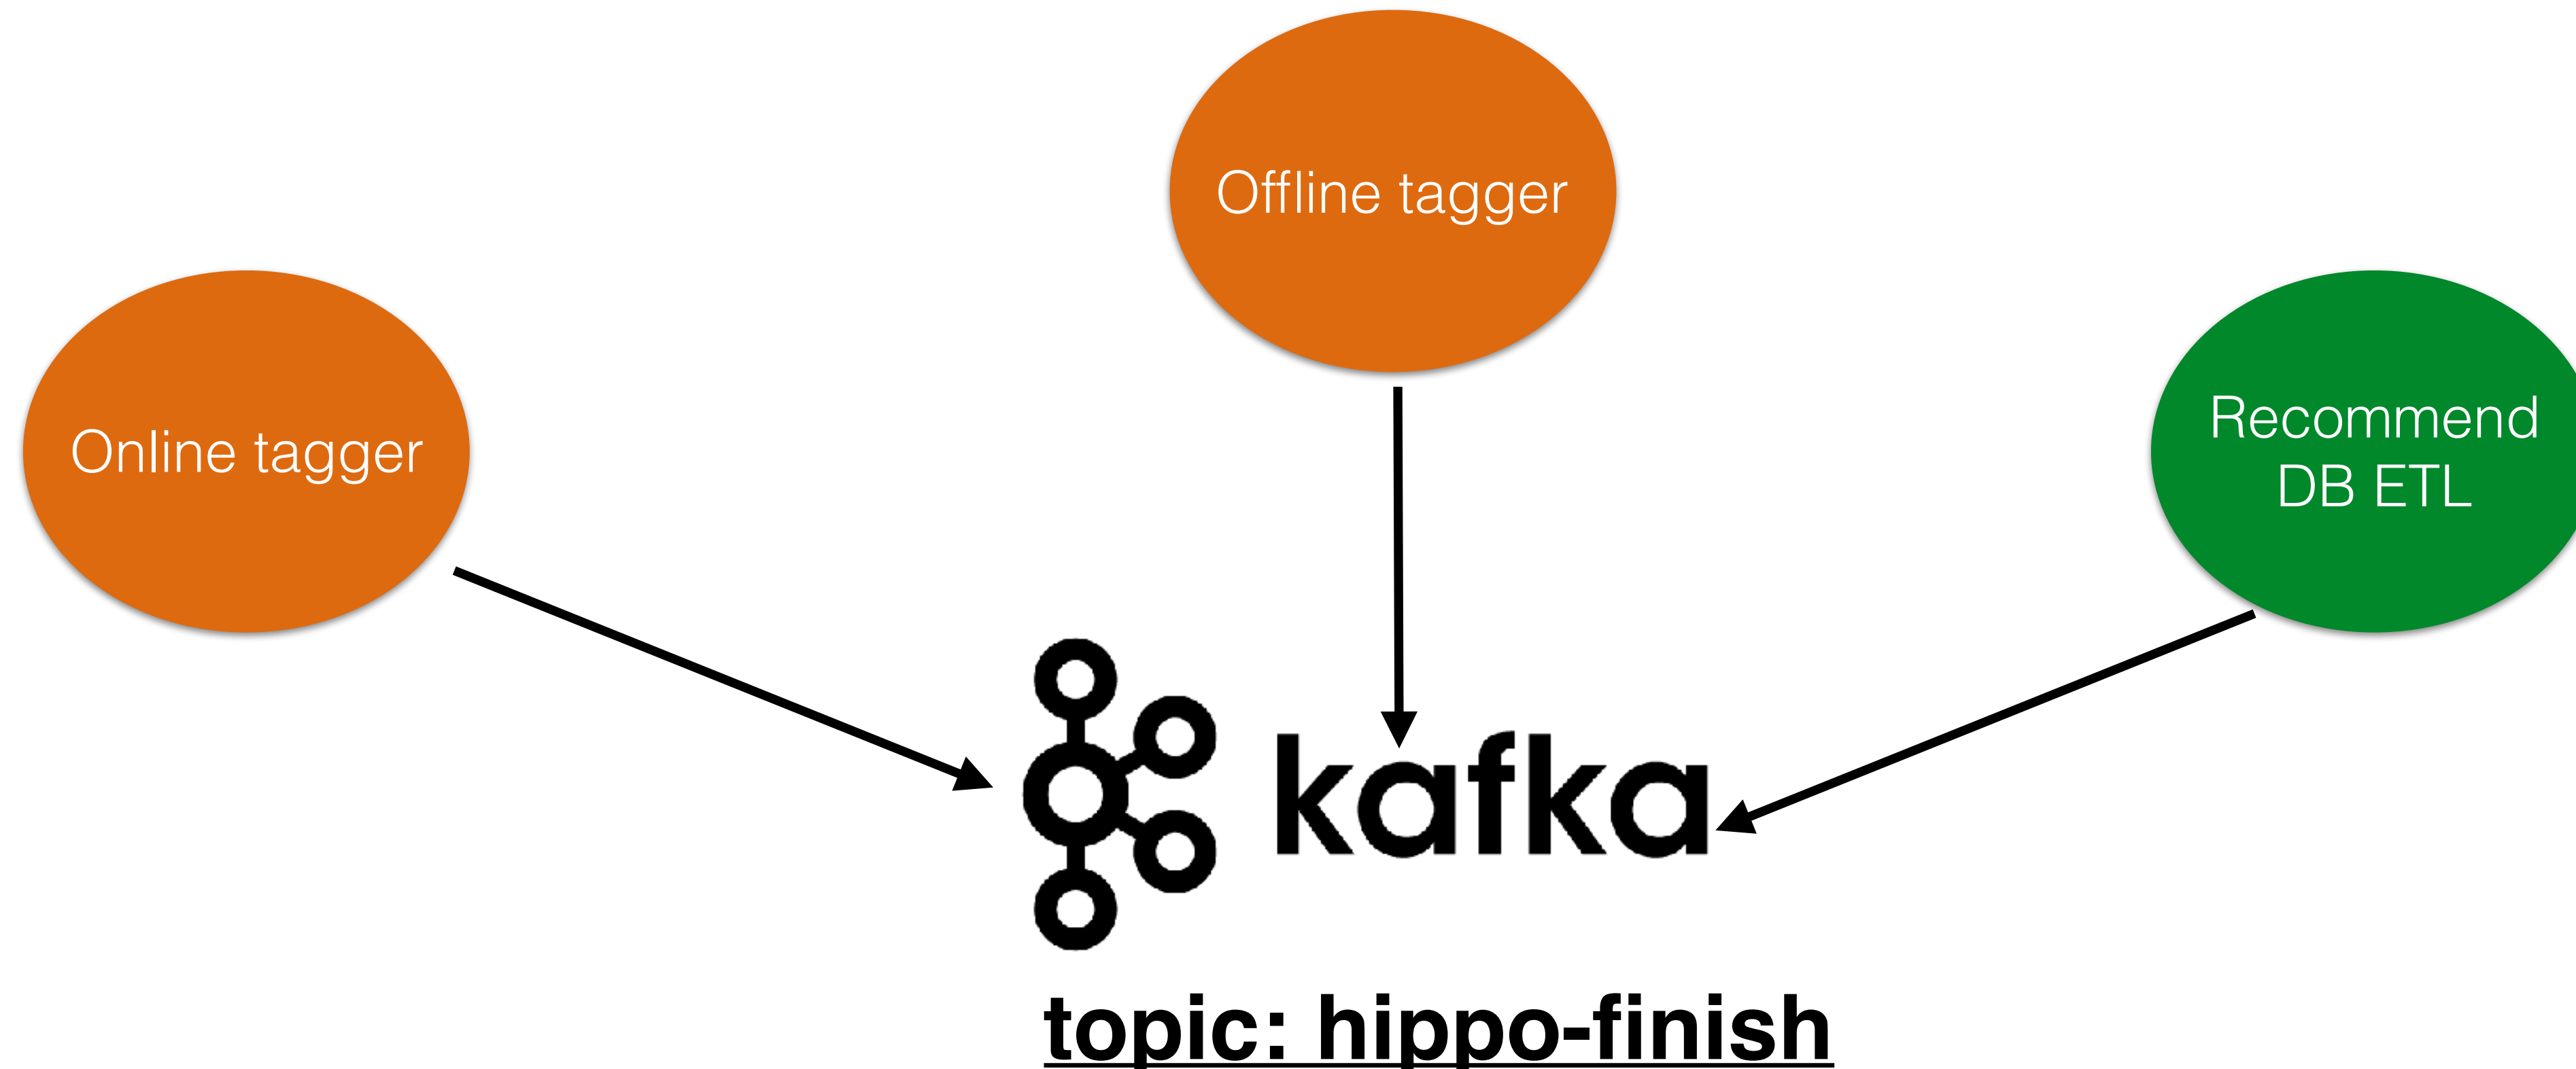 Offline tagger
Online tagger
Recommend
DB ETL
kafka
topic: hippo-finish